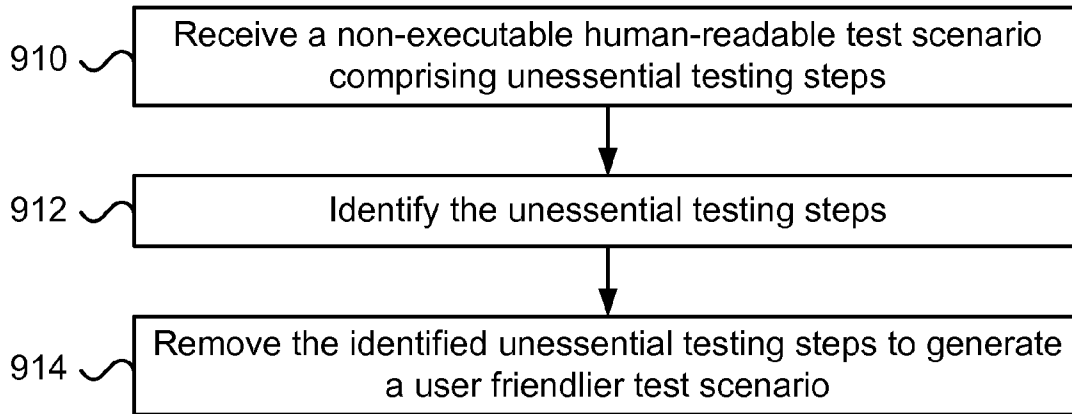 910
Receive a non-executable human-readable test scenario
comprising unessential testing steps
912
Identify the unessential testing steps
914
Remove the identified unessential testing steps to generate
a user friendlier test scenario